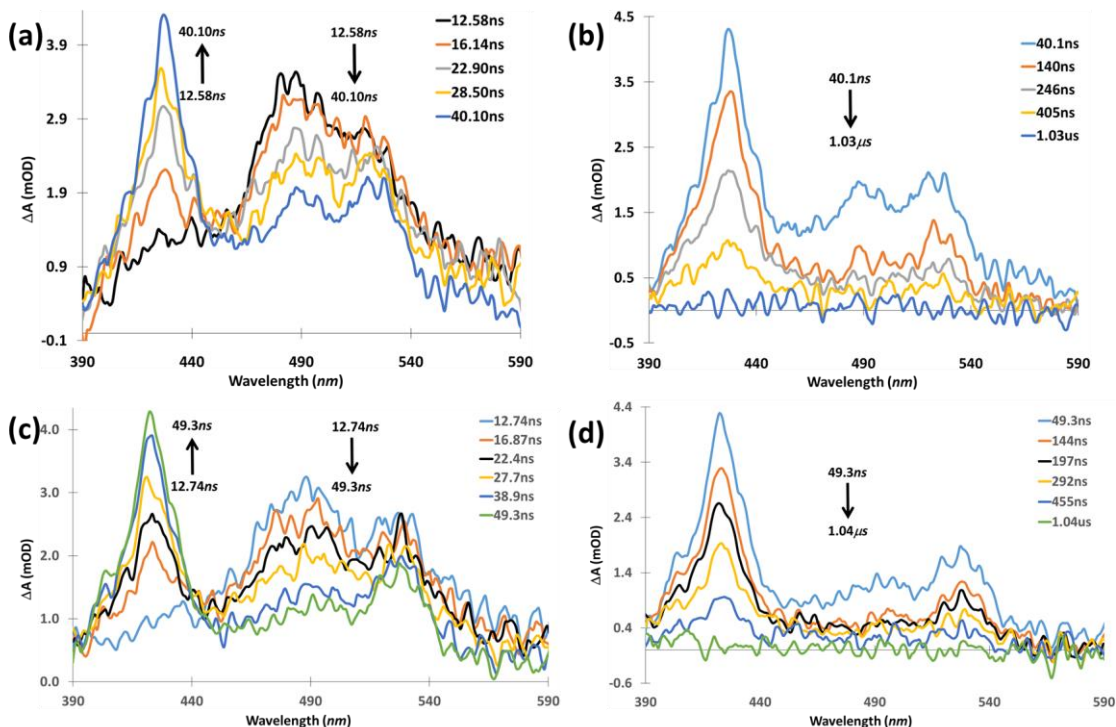 (a)
40.10ns
12.58ns
12.58ns
40.10ns
12.58ns
16.14ns
22.90ns
28.50ns
40.10ns
3.9
2.9
1.9
0.9
-0.1
ΔA (mOD)
390
440
490
540
590
Wavelength (nm)
(b)
40.1ns
1.03μs
40.1ns
140ns
246ns
405ns
1.03us
4.5
3.5
2.5
1.5
0.5
-0.5
ΔA (mOD)
390
440
490
540
590
Wavelength (nm)
(c)
49.3ns
12.74ns
12.74ns
49.3ns
12.74ns
16.87ns
22.4ns
27.7ns
38.9ns
49.3ns
4.0
3.0
2.0
1.0
0.0
ΔA (mOD)
390
440
490
540
590
Wavelength (nm)
(d)
49.3ns
1.04μs
49.3ns
144ns
197ns
292ns
455ns
1.04us
4.4
3.4
2.4
1.4
0.4
-0.6
ΔA (mOD)
390
440
490
540
590
Wavelength (nm)